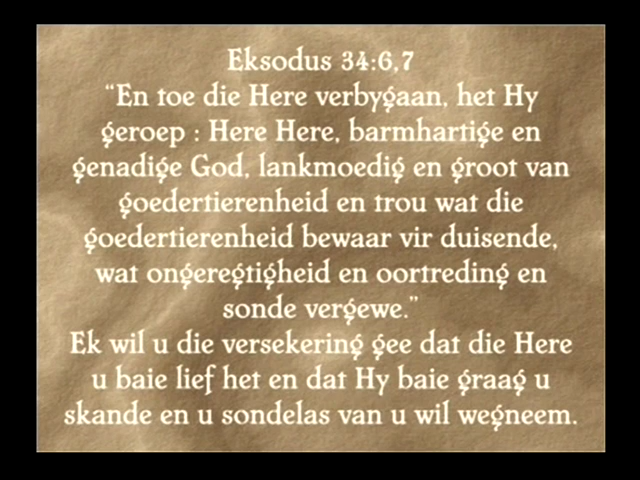 Eksodus 34:6,7
"En toe die Here verbygaan, het Hy
geroep : Here Here, barmhartige en
genadige God, lankmoedig en groot van
goedertierenheid en trou wat die
goedertierenheid bewaar vir duisende,
wat ongeregtigheid en oortreding en
sonde vergewe."
Ek wil u die versekering gee dat die Here
u baie lief het en dat Hy baie graag u
skande en u sondelas van u wil wegneem.